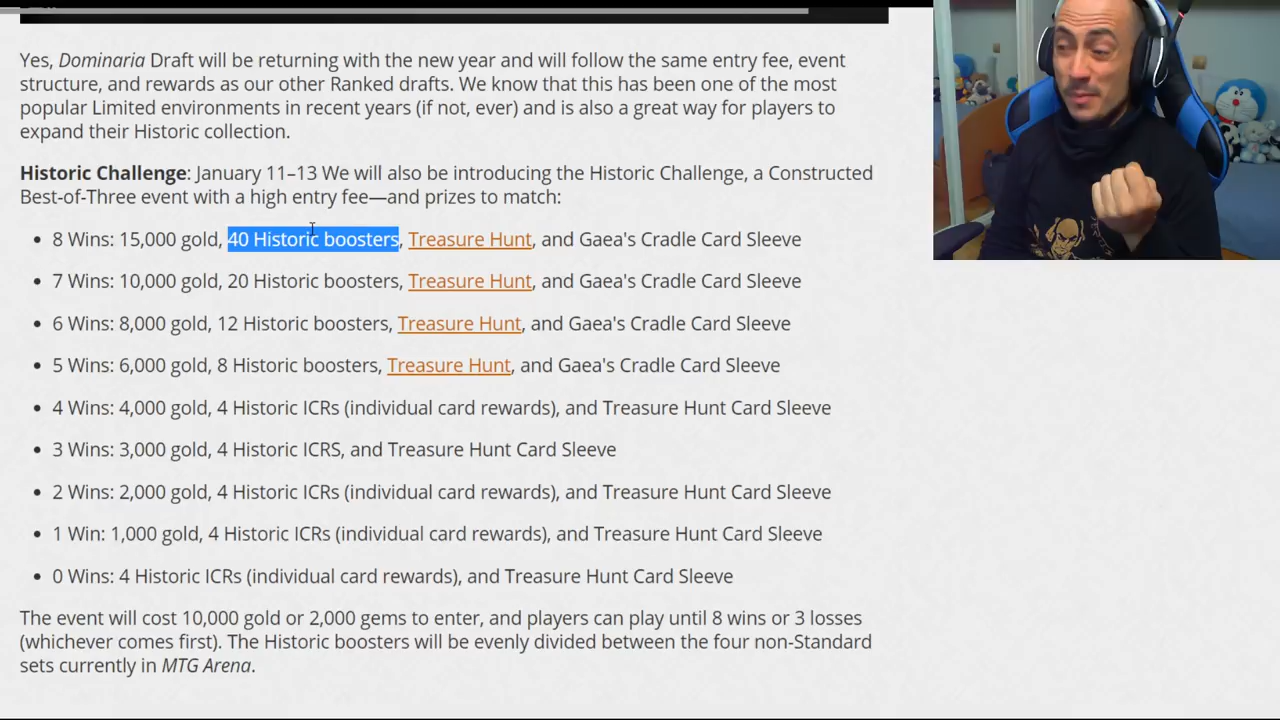 Yes, Dominaria Draft will be returning with the new year and will follow the same entry fee, event
structure, and rewards as our other Ranked drafts. We know that this has been one of the most
popular Limited environments in recent years (if not, ever) and is also a great way for players to
expand their Historic collection.
Historic Challenge: January 11–13 We will also be introducing the Historic Challenge, a Constructed
Best-of-Three event with a high entry fee—and prizes to match:
• 8 Wins: 15,000 gold, 40 Historic boosters, Treasure Hunt, and Gaea's Cradle Card Sleeve
• 7 Wins: 10,000 gold, 20 Historic boosters, Treasure Hunt, and Gaea's Cradle Card Sleeve
• 6 Wins: 8,000 gold, 12 Historic boosters, Treasure Hunt, and Gaea's Cradle Card Sleeve
• 5 Wins: 6,000 gold, 8 Historic boosters, Treasure Hunt, and Gaea's Cradle Card Sleeve
• 4 Wins: 4,000 gold, 4 Historic ICRs (individual card rewards), and Treasure Hunt Card Sleeve
• 3 Wins: 3,000 gold, 4 Historic ICRS, and Treasure Hunt Card Sleeve
• 2 Wins: 2,000 gold, 4 Historic ICRs (individual card rewards), and Treasure Hunt Card Sleeve
• 1 Win: 1,000 gold, 4 Historic ICRs (individual card rewards), and Treasure Hunt Card Sleeve
• 0 Wins: 4 Historic ICRs (individual card rewards), and Treasure Hunt Card Sleeve
The event will cost 10,000 gold or 2,000 gems to enter, and players can play until 8 wins or 3 losses
(whichever comes first). The Historic boosters will be evenly divided between the four non-Standard
sets currently in MTG Arena.